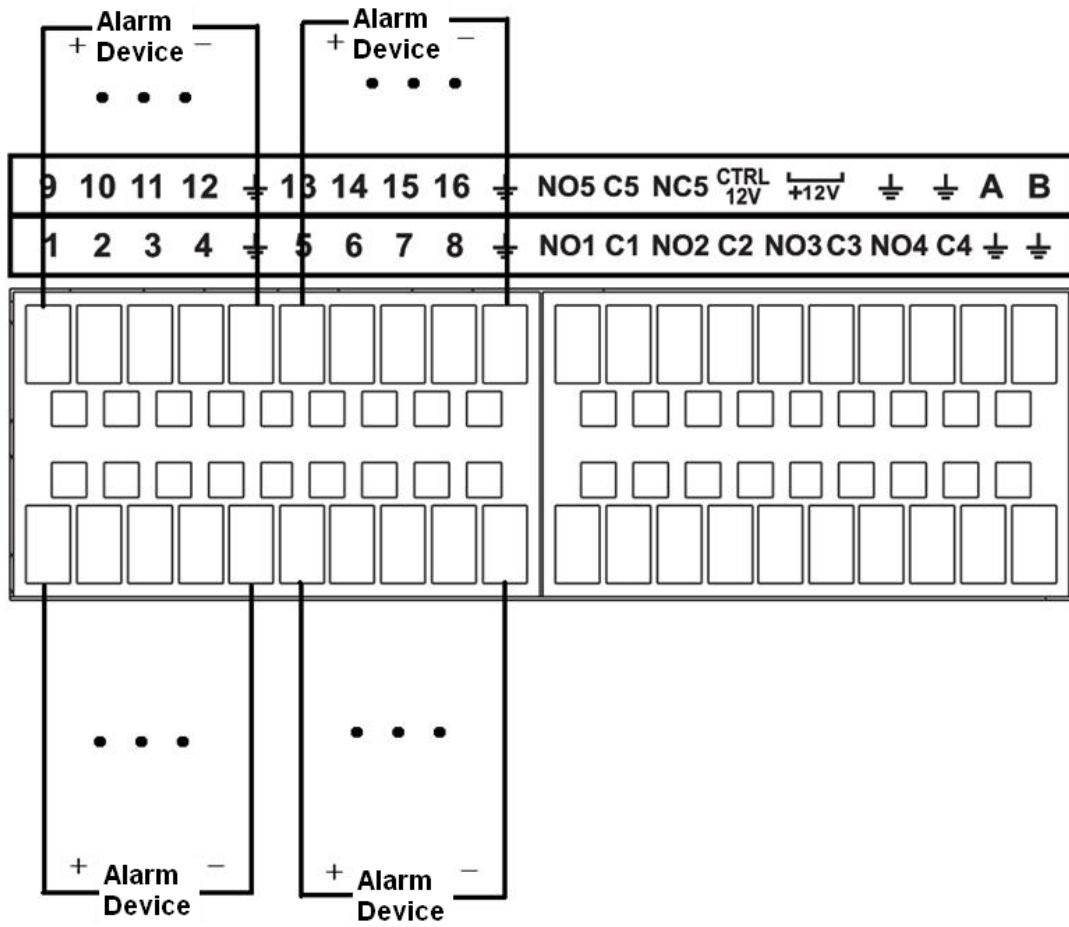 Alarm Device
+ −
Alarm Device
+ −
9 10 11 12 ⏚ 13 14 15 16 ⏚ NO5 C5 NC5 CTRL 12V +12V ⏚ ⏚ A B
1 2 3 4 ⏚ 5 6 7 8 ⏚ NO1 C1 NO2 C2 NO3 C3 NO4 C4 ⏚ ⏚
+ −
Alarm Device
+ −
Alarm Device